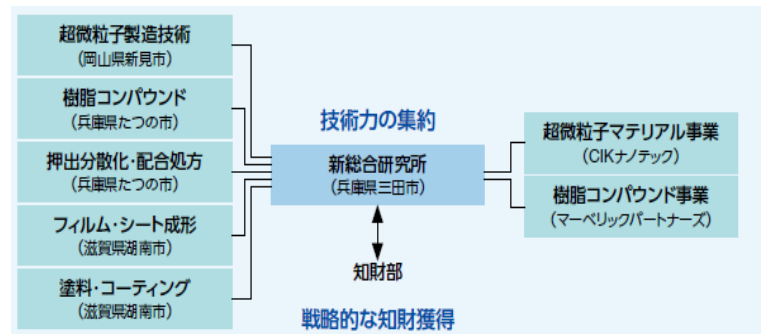 超微粒子製造技術
(岡山県新見市)
樹脂コンパウンド
(兵庫県たつの市)
押出分散化・配合処方
(兵庫県たつの市)
フィルム・シート成形
(滋賀県湖南市)
塗料・コーティング
(滋賀県湖南市)
技術力の集約
新総合研究所
(兵庫県三田市)
知財部
戦略的な知財獲得
超微粒子マテリアル事業
(CIKナノテック)
樹脂コンパウンド事業
(マーベリックパートナーズ)